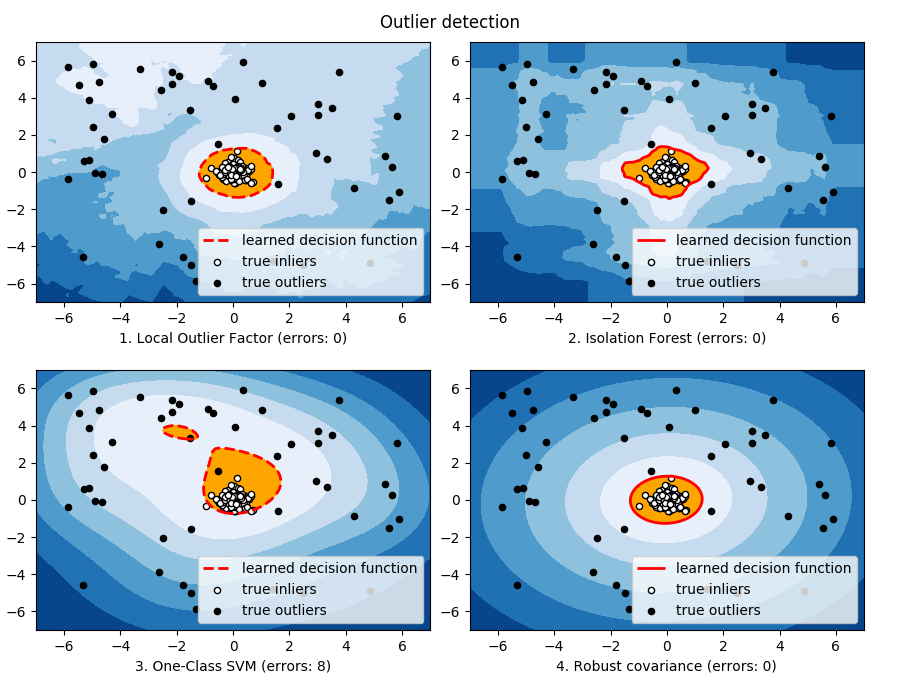 Outlier detection
6
4
2
0
−2
−4
−6
learned decision function
true inliers
true outliers
−6 −4 −2 0 2 4 6
1. Local Outlier Factor (errors: 0)
6
4
2
0
−2
−4
−6
learned decision function
true inliers
true outliers
−6 −4 −2 0 2 4 6
2. Isolation Forest (errors: 0)
6
4
2
0
−2
−4
−6
learned decision function
true inliers
true outliers
−6 −4 −2 0 2 4 6
3. One-Class SVM (errors: 8)
6
4
2
0
−2
−4
−6
learned decision function
true inliers
true outliers
−6 −4 −2 0 2 4 6
4. Robust covariance (errors: 0)